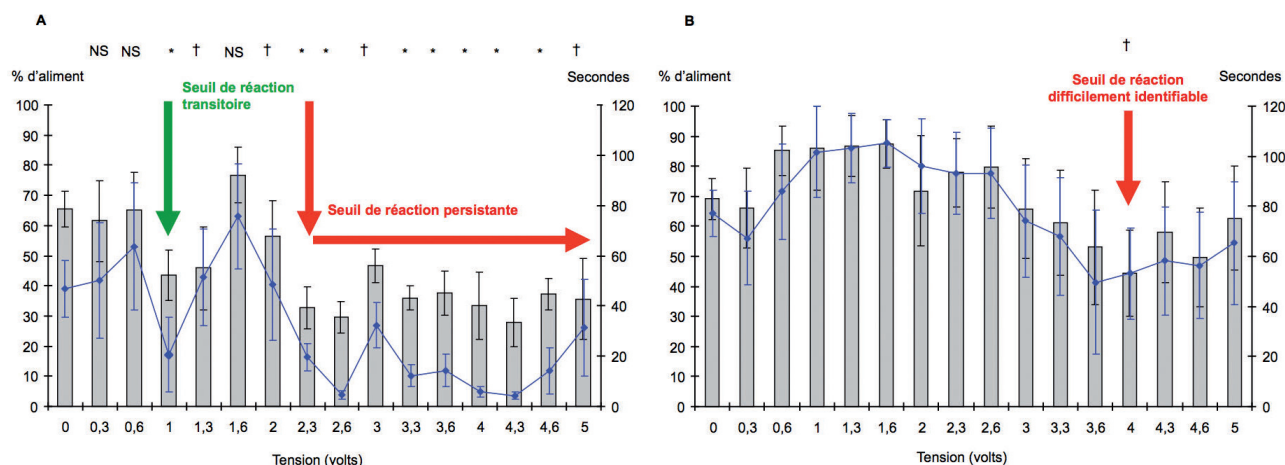 A
NS NS * † NS † * * † * * * * * †
% d’aliment
Secondes
Seuil de réaction
transitoire
Seuil de réaction persistante
100
90
80
70
60
50
40
30
20
10
0
120
100
80
60
40
20
0
0 0,3 0,6 1 1,3 1,6 2 2,3 2,6 3 3,3 3,6 4 4,3 4,6 5
Tension (volts)
B
†
% d’aliment
Seuil de réaction
difficilement identifiable
Secondes
100
90
80
70
60
50
40
30
20
10
0
120
100
80
60
40
20
0
0 0,3 0,6 1 1,3 1,6 2 2,3 2,6 3 3,3 3,6 4 4,3 4,6 5
Tension (volts)